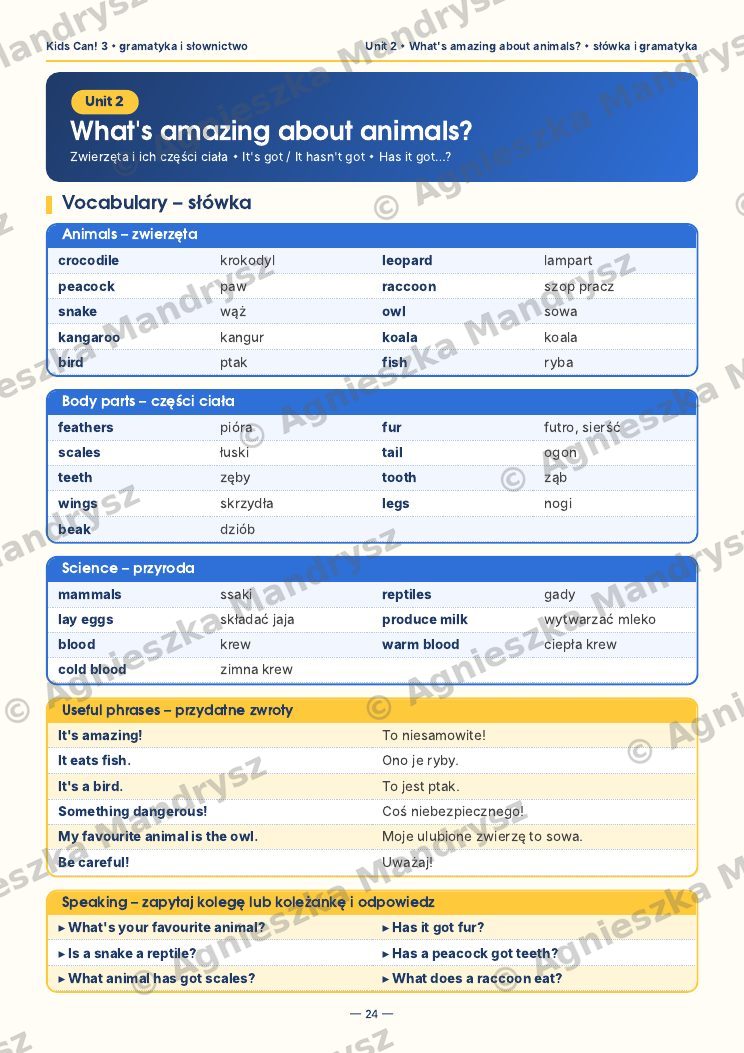 Kids Can! 3 • gramatyka i słownictwo Unit 2 • What's amazing about animals? • słówka i gramatyka
Unit 2
What's amazing about animals?
Zwierzęta i ich części ciała • It's got / It hasn't got • Has it got...?
Vocabulary – słówka
Animals – zwierzęta
crocodile krokodyl leopard lampart
peacock paw raccoon szop pracz
snake wąż owl sowa
kangaroo kangur koala koala
bird ptak fish ryba
Body parts – części ciała
feathers pióra fur futro, sierść
scales łuski tail ogon
teeth zęby tooth ząb
wings skrzydła legs nogi
beak dziób
Science – przyroda
mammals ssaki reptiles gady
lay eggs składać jaja produce milk wytwarzać mleko
blood krew warm blood ciepła krew
cold blood zimna krew
Useful phrases – przydatne zwroty
It's amazing! To niesamowite!
It eats fish. Ono je ryby.
It's a bird. To jest ptak.
Something dangerous! Coś niebezpiecznego!
My favourite animal is the owl. Moje ulubione zwierzę to sowa.
Be careful! Uważaj!
Speaking – zapytaj kolegę lub koleżankę i odpowiedz
▸ What's your favourite animal? ▸ Has it got fur?
▸ Is a snake a reptile? ▸ Has a peacock got teeth?
▸ What animal has got scales? ▸ What does a raccoon eat?
— 24 —
© Agnieszka Mandrysz